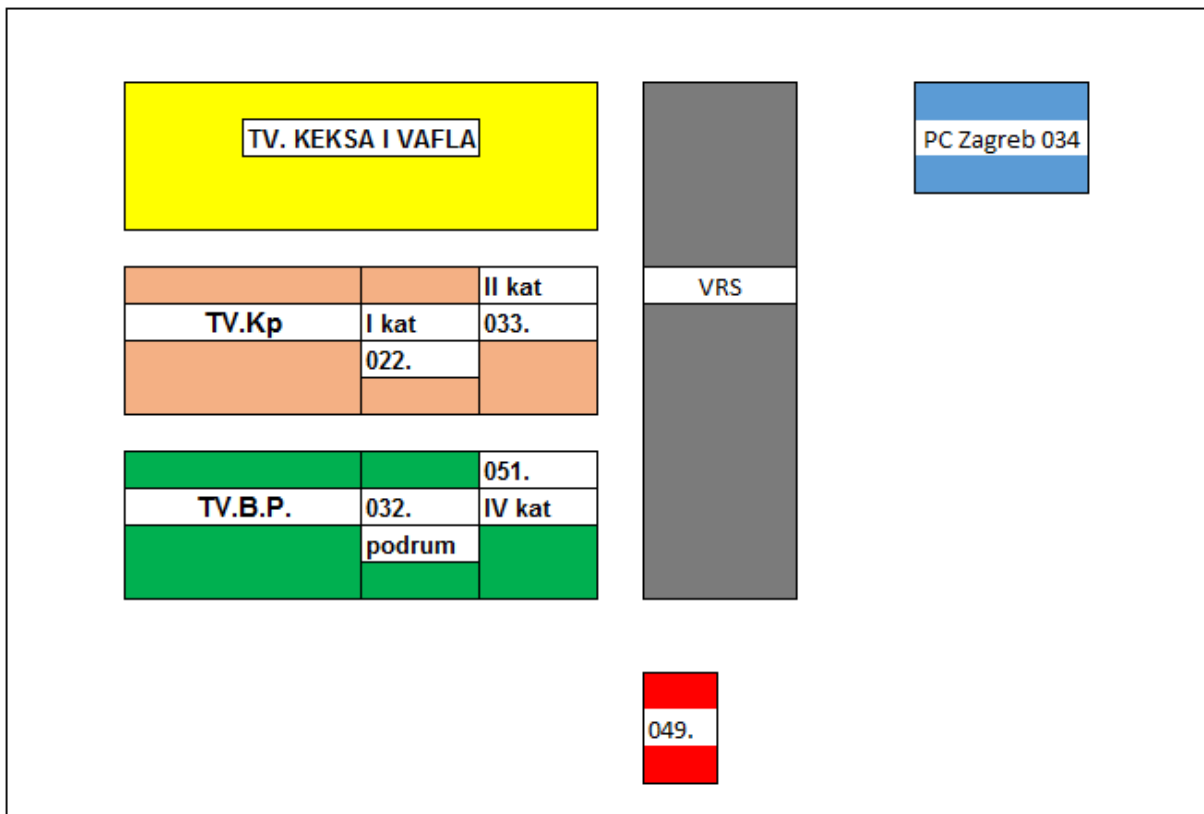 TV. KEKSA I VAFLA
PC Zagreb 034
II kat
VRS
TV.Kp
I kat
033.
022.
051.
TV.B.P.
032.
IV kat
podrum
049.